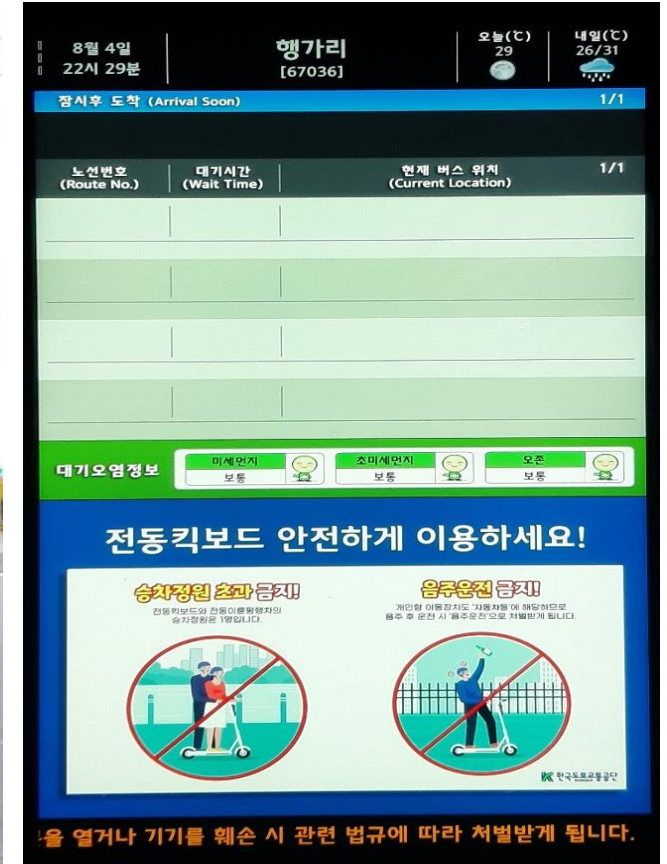 8월 4일
22시 29분
행가리
[67036]
오늘(℃)
29
내일(℃)
26/31
잠시후 도착 (Arrival Soon)
1/1
노선번호
(Route No.)
대기시간
(Wait Time)
현재 버스 위치
(Current Location)
1/1
대기오염정보
미세먼지
보통
초미세먼지
보통
오존
보통
전동킥보드 안전하게 이용하세요!
승차정원 초과 금지!
전동킥보드와 전동이륜평행차의
승차정원은 1명입니다.
음주운전 금지!
개인형 이동장치도 '자동차등'에 해당하므로
음주 후 운전 시 '음주운전'으로 처벌받게 됩니다.
한국도로교통공단
을 열거나 기기를 훼손 시 관련 법규에 따라 처벌받게 됩니다.